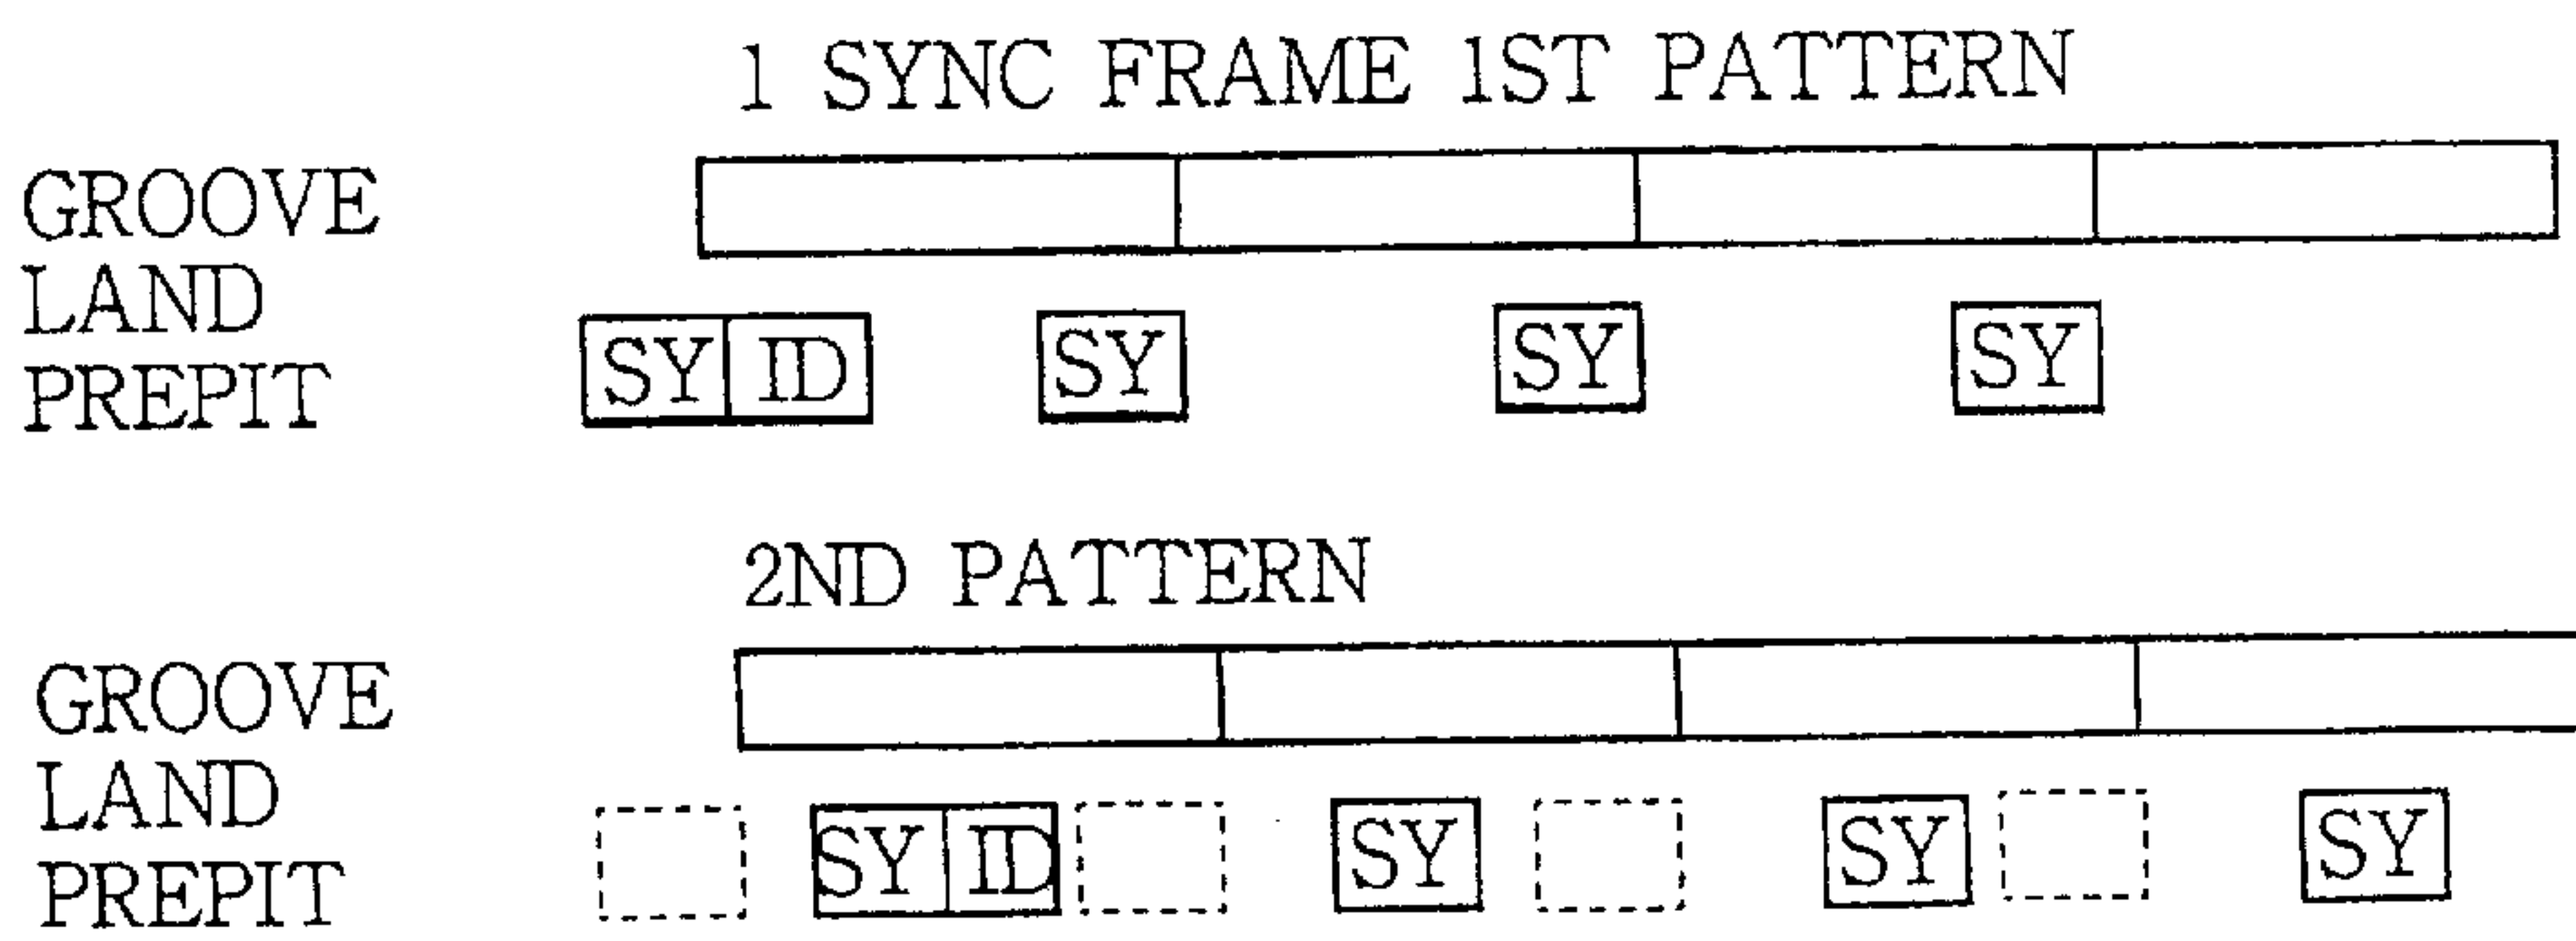 1 SYNC FRAME 1ST PATTERN
GROOVE
LAND
PREPIT
SY ID SY SY SY
2ND PATTERN
GROOVE
LAND
PREPIT
SY ID SY SY SY